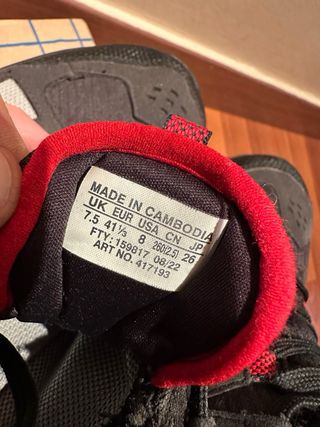 MADE IN CAMBODIA
UK EUR USA CN JP
7.5 41⅓ 8 260(2.5) 26
FTY: 159817 08/22
ART NO. 417193